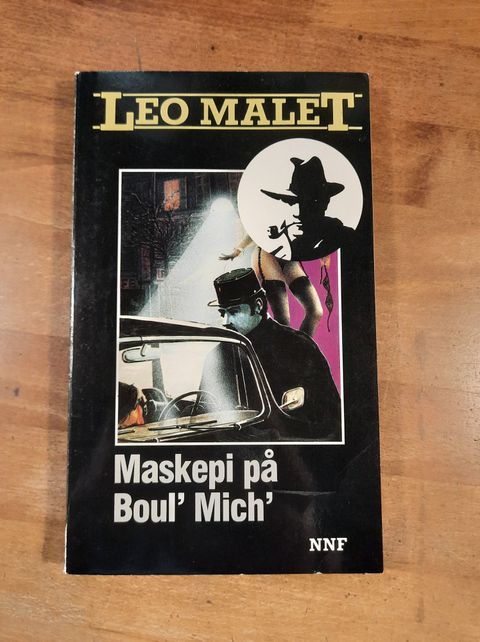 LEO MALET
Maskepi på
Boul' Mich'
NNF